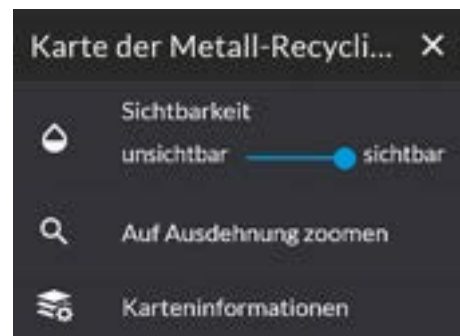 Karte der Metall-Recycli...
Sichtbarkeit
unsichtbar sichtbar
Auf Ausdehnung zoomen
Karteninformationen